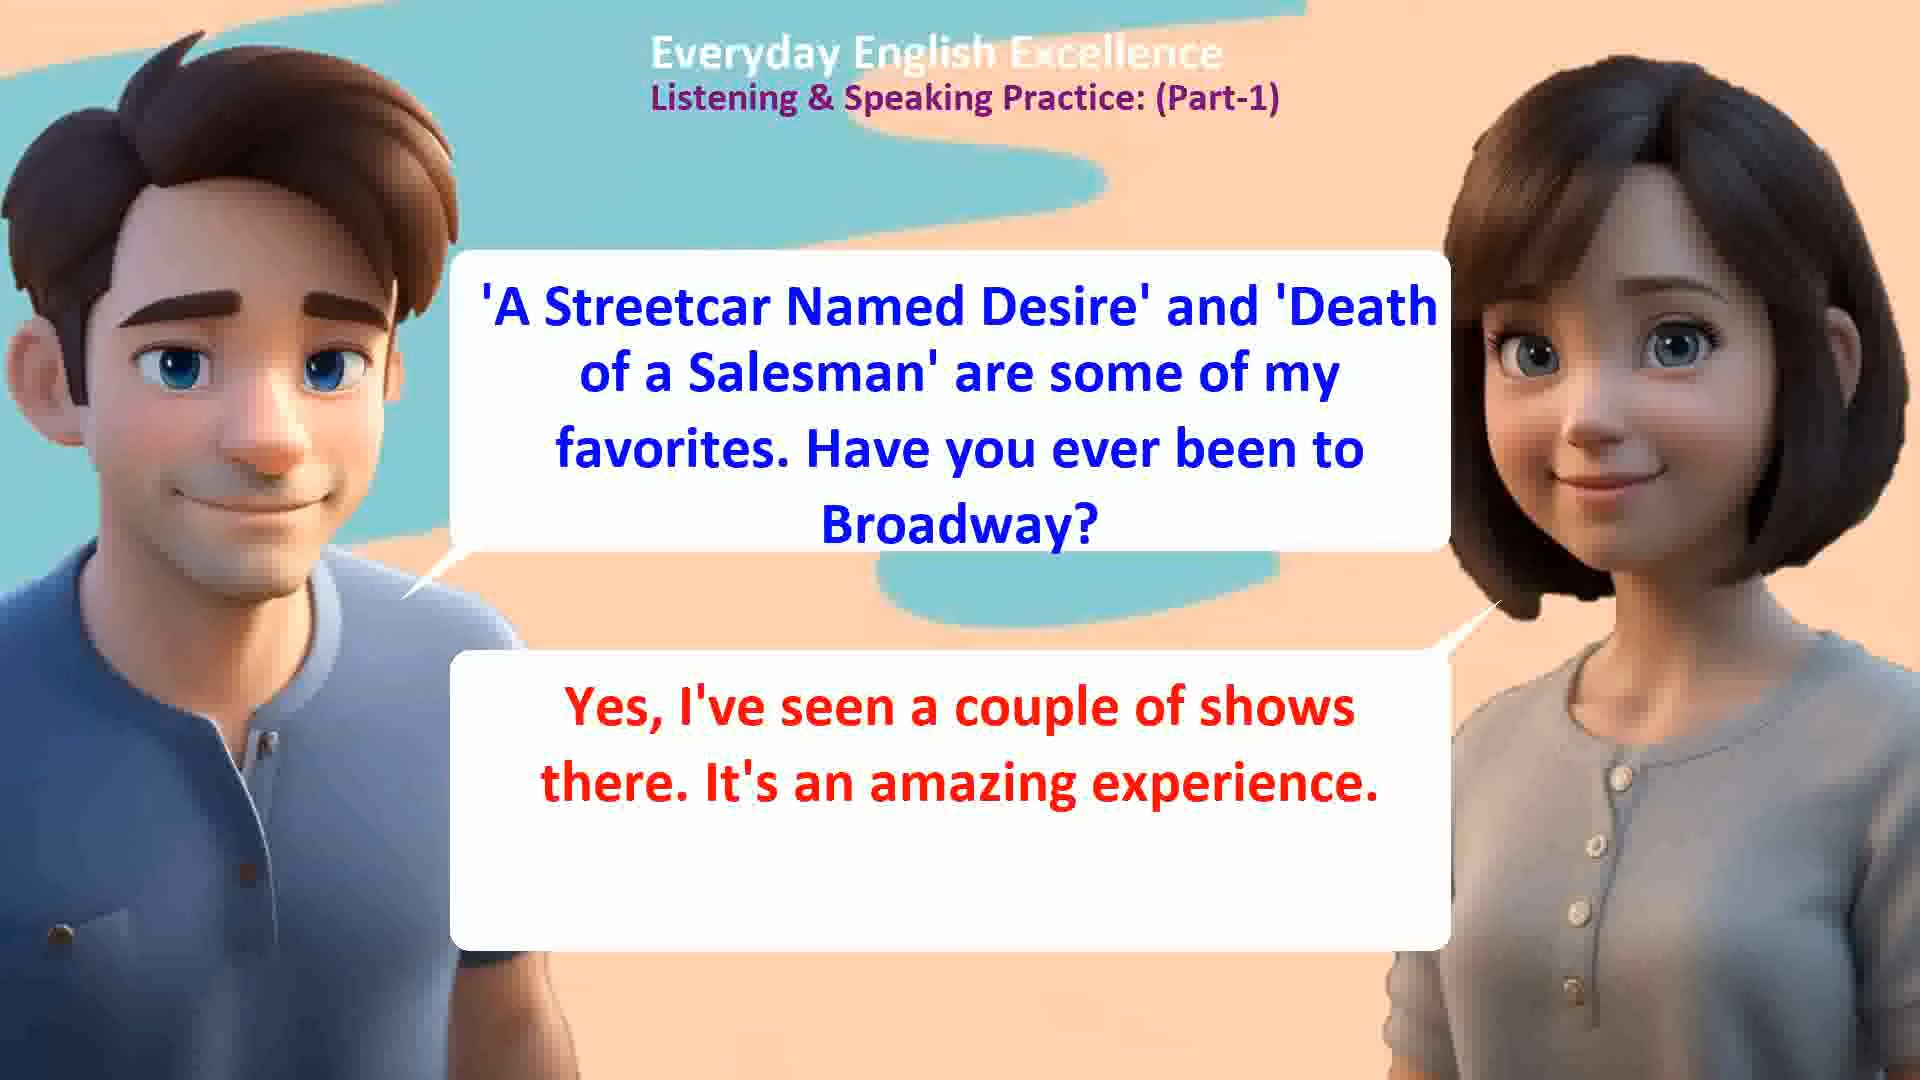 Everyday English Excellence
Listening & Speaking Practice: (Part-1)
'A Streetcar Named Desire' and 'Death
of a Salesman' are some of my
favorites. Have you ever been to
Broadway?
Yes, I've seen a couple of shows
there. It's an amazing experience.